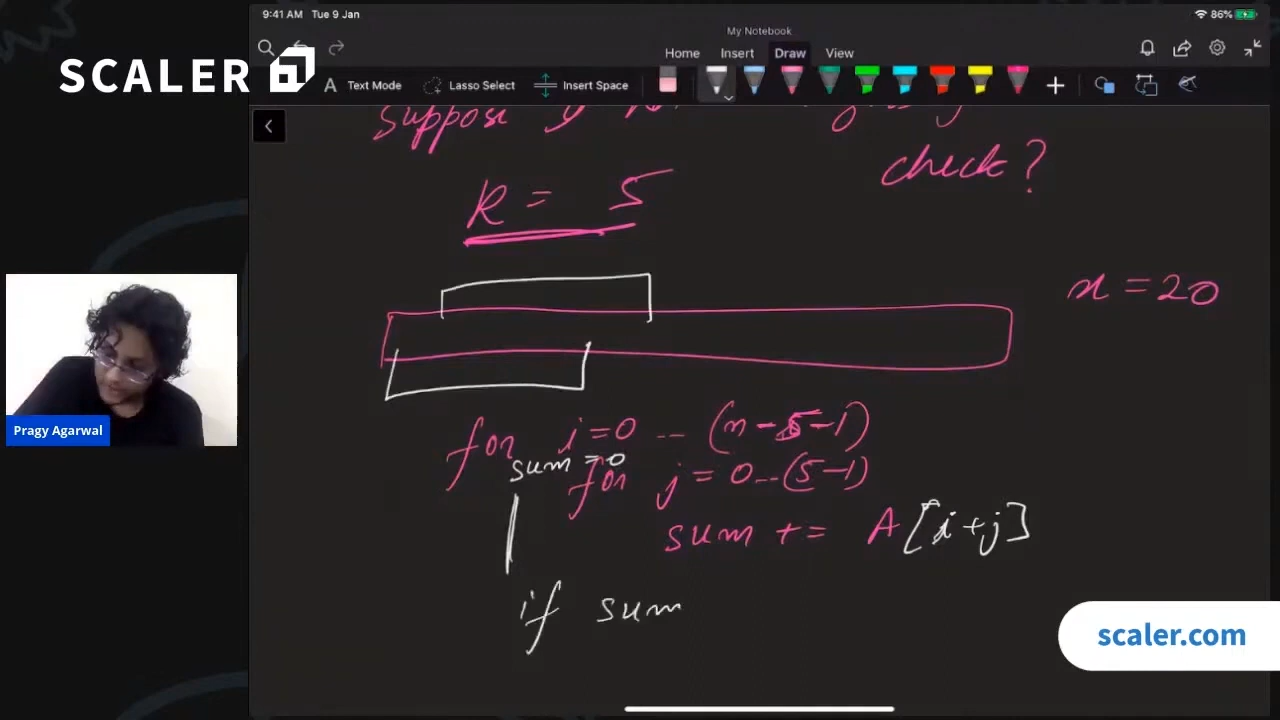 9:41 AM Tue 9 Jan
86%
My Notebook
Home Insert Draw View
SCALER
Text Mode Lasso Select Insert Space
suppose
check?
K = 5
x = 20
for i = 0 -- (n-5-1)
sum = 0
for j = 0--(5-1)
sum += A[i+j]
if sum
Pragy Agarwal
scaler.com